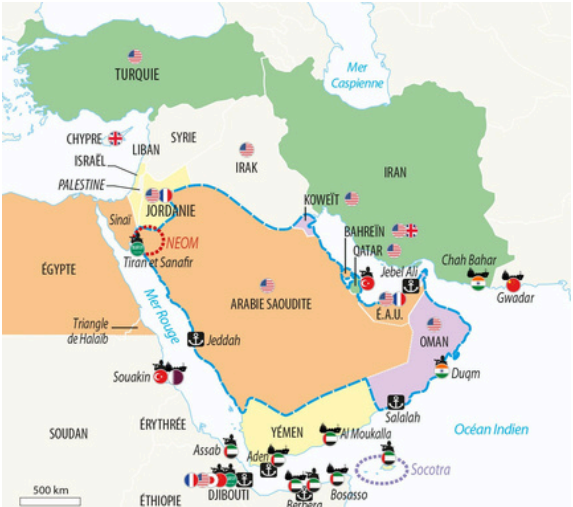 TURQUIE
Mer
Caspienne
CHYPRE
LIBAN
SYRIE
ISRAËL
IRAK
IRAN
PALESTINE
KOWEÏT
JORDANIE
Sinaï
NEOM
BAHREÏN
QATAR
Jebel Ali
Chah Bahar
Tiran et Sanafir
Gwadar
ÉGYPTE
ARABIE SAOUDITE
É.A.U.
Mer Rouge
OMAN
Triangle
de Halaïb
Jeddah
Duqm
Souakin
Salalah
ÉRYTHRÉE
YÉMEN
Al Moukalla
Océan Indien
SOUDAN
Assab
Aden
Socotra
DJIBOUTI
Bosasso
Berbera
500 km
ÉTHIOPIE